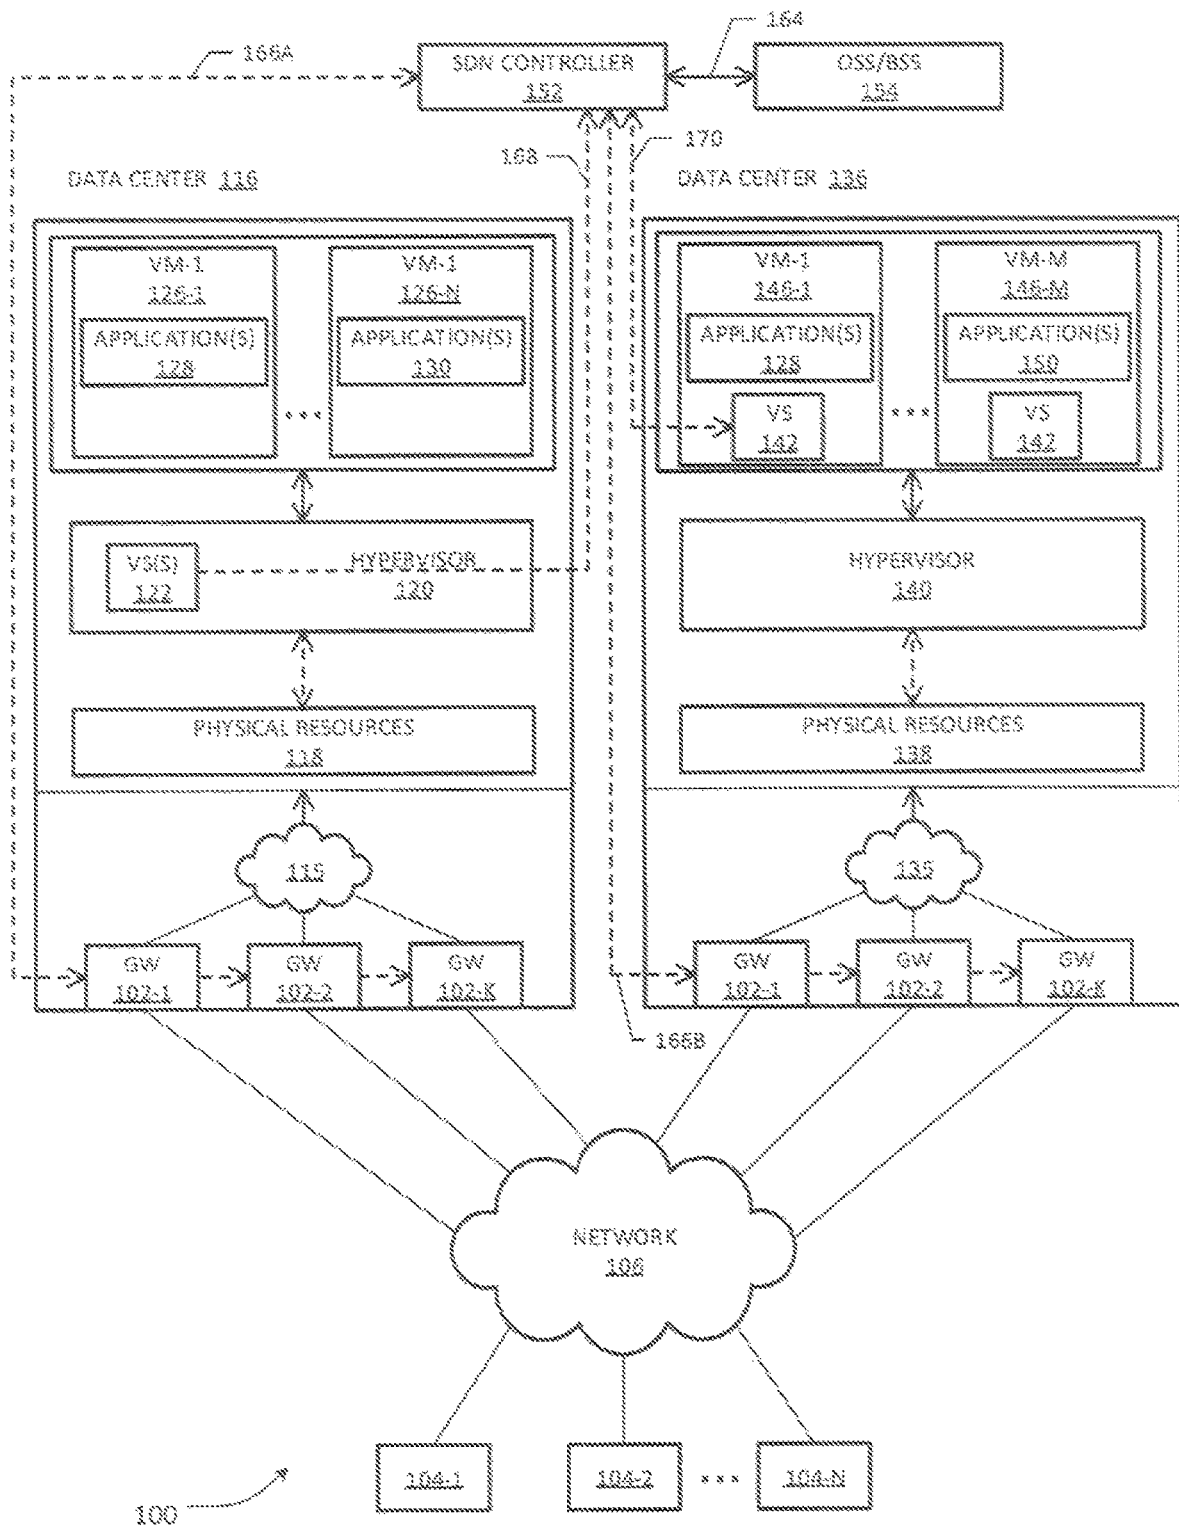 166A
SDN CONTROLLER
152
164
OSS/BSS
154
168
170
DATA CENTER 116
DATA CENTER 136
VM-1
126-1
APPLICATION(S)
128
VM-1
126-N
APPLICATION(S)
130
VM-1
146-1
APPLICATION(S)
128
VS
142
VM-M
146-M
APPLICATION(S)
150
VS
142
VS(S)
122
HYPERVISOR
120
HYPERVISOR
140
PHYSICAL RESOURCES
118
PHYSICAL RESOURCES
138
115
135
GW
102-1
GW
102-2
GW
102-K
GW
102-1
GW
102-2
GW
102-K
166B
NETWORK
106
104-1
104-2
104-N
100